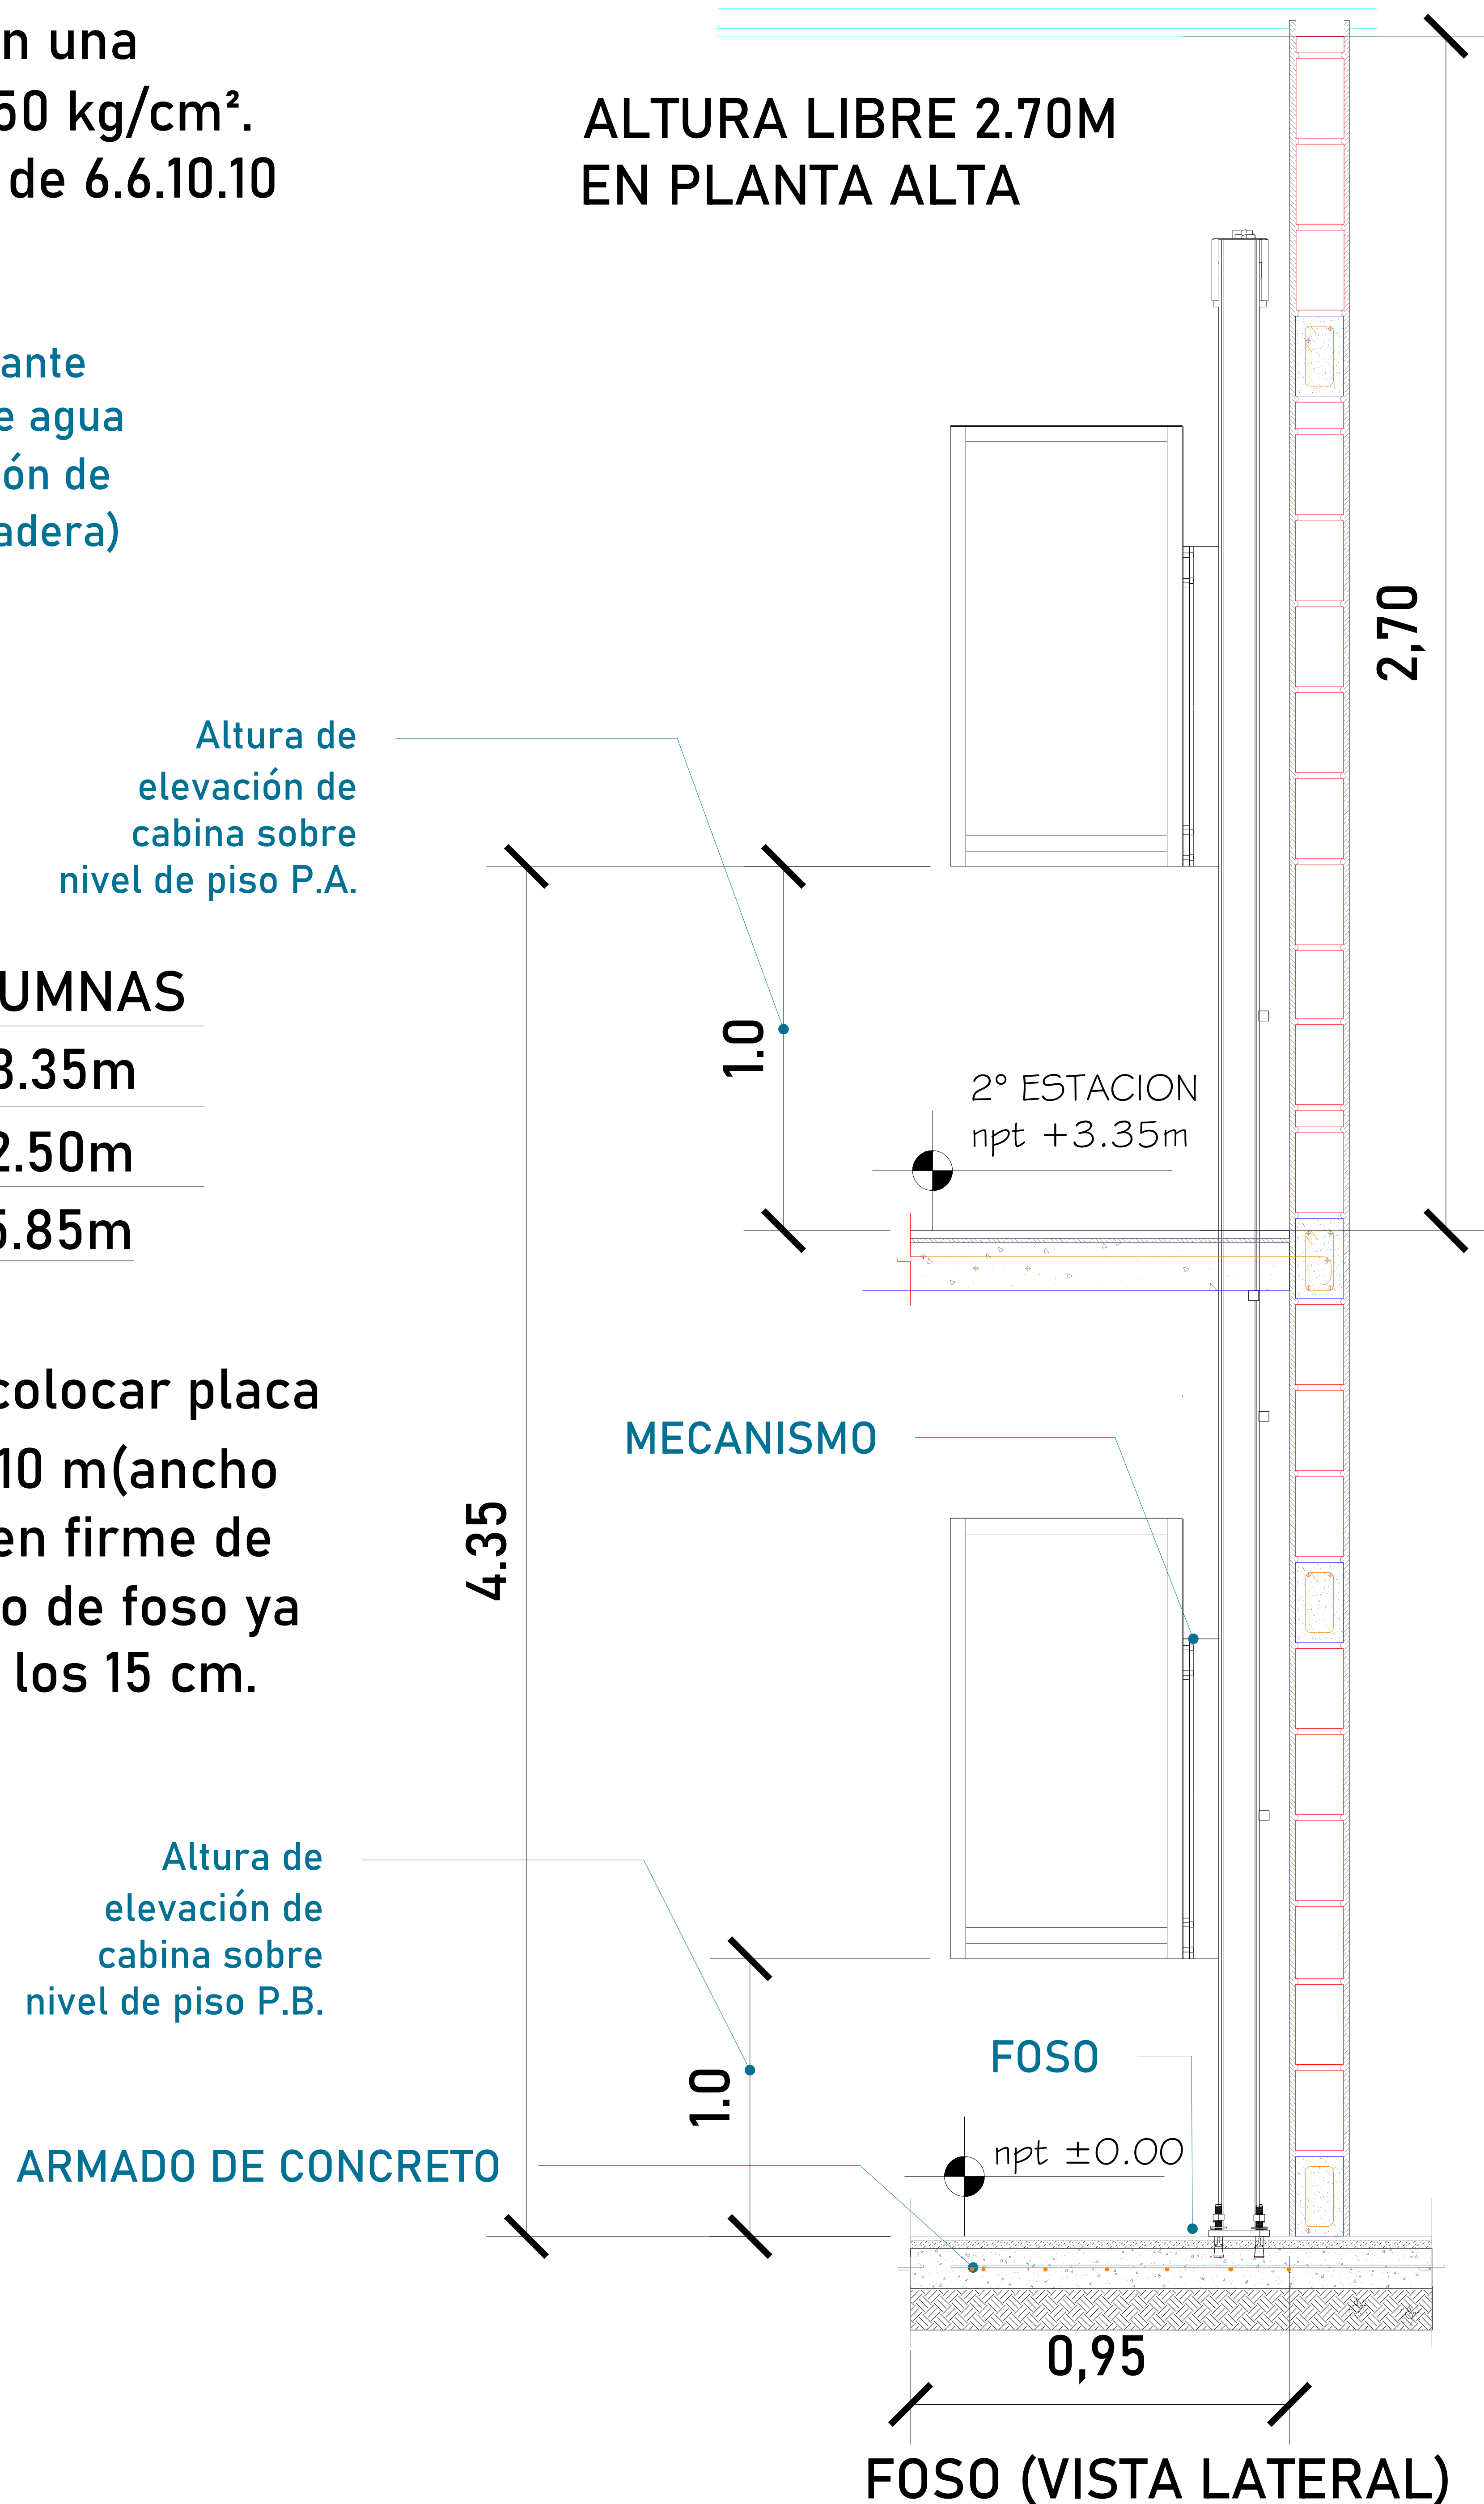 n una
50 kg/cm².
de 6.6.10.10
ALTURA LIBRE 2.70M
EN PLANTA ALTA
ante
e agua
ón de
adera)
2,70
Altura de
elevación de
cabina sobre
nivel de piso P.A.
UMNAS
3.35m
2.50m
5.85m
1.0
2° ESTACION
npt +3.35m
colocar placa
10 m(ancho
en firme de
o de foso ya
los 15 cm.
MECANISMO
4.35
Altura de
elevación de
cabina sobre
nivel de piso P.B.
1.0
FOSO
npt ±0.00
ARMADO DE CONCRETO
0,95
FOSO (VISTA LATERAL)